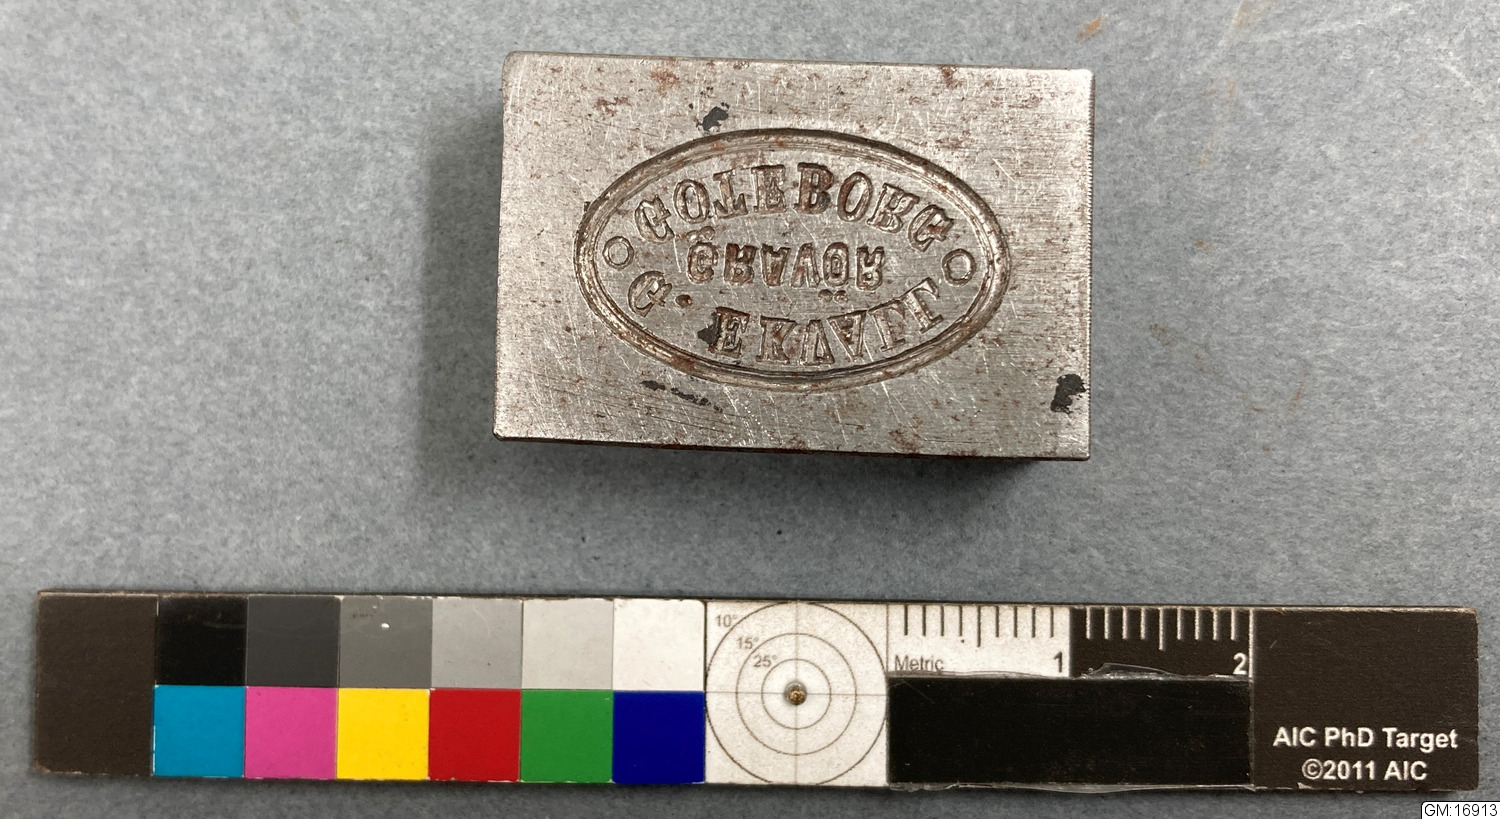 G. EKVALL
GRAVÖR
GÖTEBORG
10°
15°
25°
Metric
1
2
AIC PhD Target
©2011 AIC
GM:16913